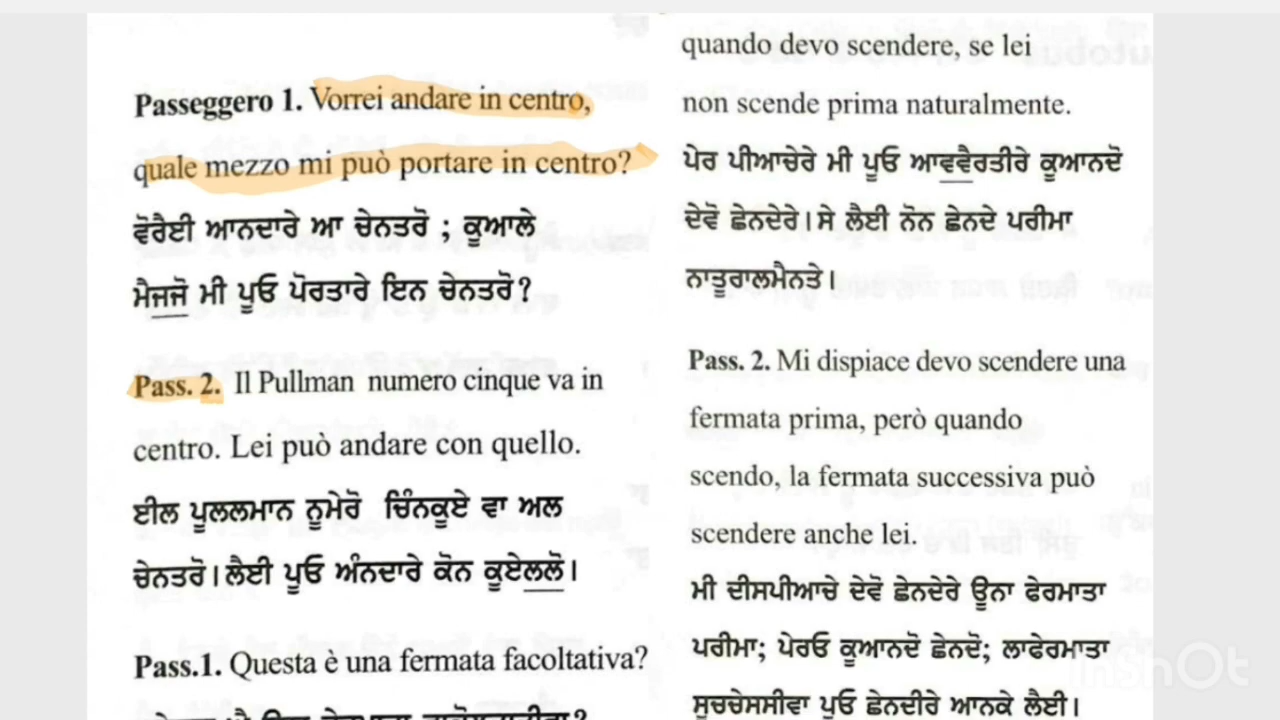 Passeggero 1. Vorrei andare in centro,
quale mezzo mi può portare in centro?
ਵੋਰੈਈ ਆਨਦਾਰੇ ਆ ਚੇਨਤਰੋ ; ਕੂਆਲੇ
ਮੈਜਜੋ ਮੀ ਪੂਓ ਪੋਰਤਾਰੇ ਇਨ ਚੇਨਤਰੋ?
Pass. 2. Il Pullman numero cinque va in
centro. Lei può andare con quello.
ਈਲ ਪੂਲਲਮਾਨ ਨੂਮੇਰੋ ਚਿੰਨਕੂਏ ਵਾ ਅਲ
ਚੇਨਤਰੋ। ਲੈਈ ਪੂਓ ਅੰਨਦਾਰੇ ਕੋਨ ਕੂਏਲਲੋ।
Pass.1. Questa è una fermata facoltativa?
quando devo scendere, se lei
non scende prima naturalmente.
ਪੇਰ ਪੀਆਚੇਰੇ ਮੀ ਪੂਓ ਆਵਵੈਰਤੀਰੇ ਕੂਆਨਦੋ
ਦੇਵੋ ਛੇਨਦੇਰੇ। ਸੇ ਲੈਈ ਨੋਨ ਛੇਨਦੇ ਪਰੀਮਾ
ਨਾਤੂਰਾਲਮੈਨਤੇ।
Pass. 2. Mi dispiace devo scendere una
fermata prima, però quando
scendo, la fermata successiva può
scendere anche lei.
ਮੀ ਦੀਸਪੀਆਚੇ ਦੇਵੋ ਛੇਨਦੇਰੇ ਊਨਾ ਫੇਰਮਾਤਾ
ਪਰੀਮਾ; ਪੇਰਓ ਕੂਆਨਦੋ ਛੇਨਦੋ; ਲਾਫੇਰਮਾਤਾ
ਸੂਚਚੇਸਸੀਵਾ ਪੂਓ ਛੇਨਦੀਰੇ ਆਨਕੇ ਲੈਈ।
InShOt